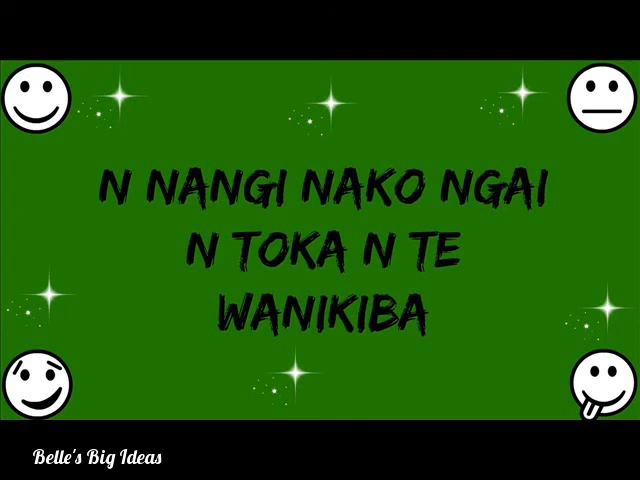 N NANGI NAKO NGAI
N TOKA N TE
WANIKIBA
Belle's Big Ideas